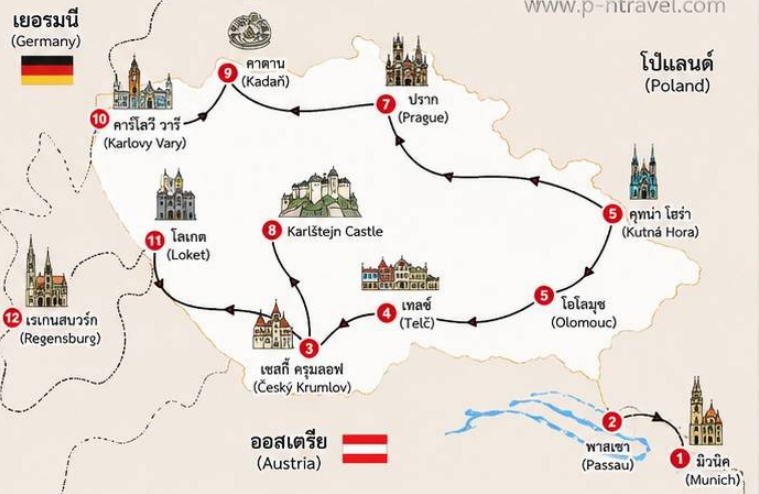 www.p-ntravel.com
เยอรมนี
(Germany)
โปแลนด์
(Poland)
9
คาตาน
(Kadaň)
7
ปราก
(Prague)
10
คาร์โลวี วารี
(Karlovy Vary)
5
คุทน่า โฮร่า
(Kutná Hora)
8
Karlštejn Castle
11
โลเกต
(Loket)
12
เรเกนสบวร์ก
(Regensburg)
5
โอโลมุซ
(Olomouc)
4
เทลซ์
(Telč)
3
เชสกี้ ครุมลอฟ
(Český Krumlov)
2
พาสเซา
(Passau)
1
มิวนิค
(Munich)
ออสเตรีย
(Austria)